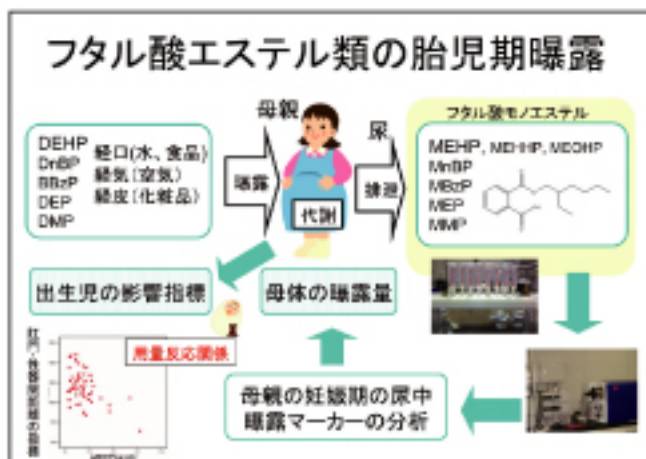 フタル酸エステル類の胎児期曝露
母親
DEHP
DnBP
BBzP
DEP
DMP
経口(水、食品)
経気(空気)
経皮(化粧品)
曝露
代謝
尿
排泄
フタル酸モノエステル
MEHP, MEHHP, MEOHP
MnBP
MBzP
MEP
MMP
出生児の影響指標
母体の曝露量
用量反応関係
母親の妊娠期の尿中
曝露マーカーの分析